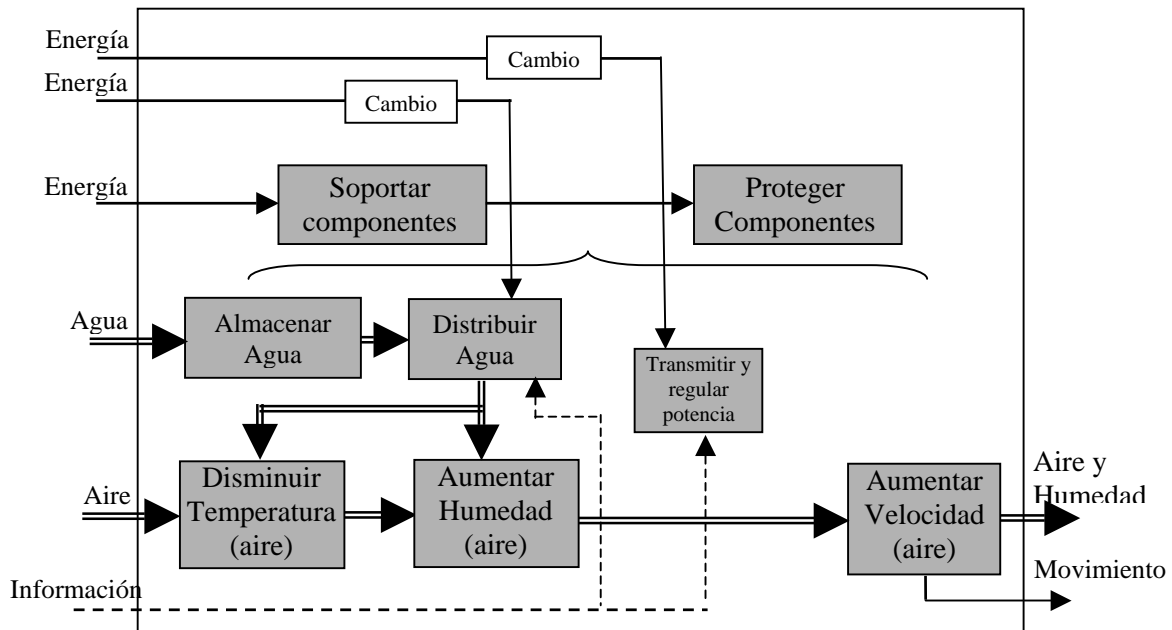 Energía
Cambio
Energía
Cambio
Energía
Soportar
componentes
Proteger
Componentes
Agua
Almacenar
Agua
Distribuir
Agua
Transmitir y
regular
potencia
Aire
Disminuir
Temperatura
(aire)
Aumentar
Humedad
(aire)
Aumentar
Velocidad
(aire)
Aire y
Humedad
Información
Movimiento